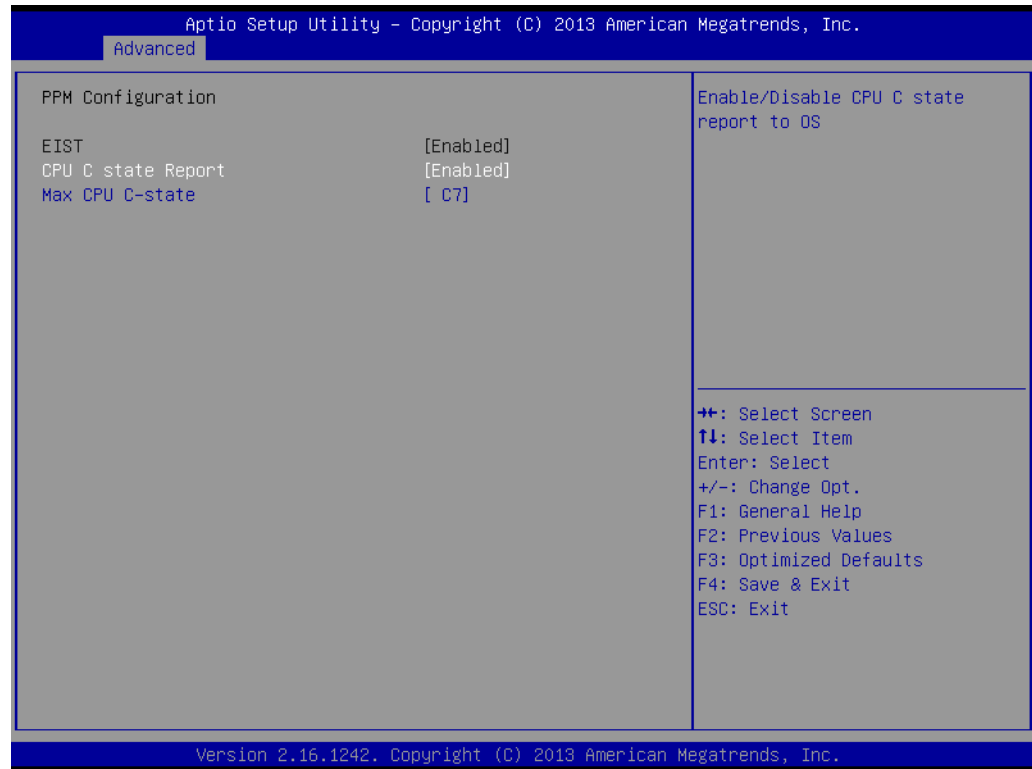 Aptio Setup Utility – Copyright (C) 2013 American Megatrends, Inc.
Advanced
PPM Configuration
EIST [Enabled]
CPU C state Report [Enabled]
Max CPU C-state [ C7]
Enable/Disable CPU C state
report to OS
→←: Select Screen
↑↓: Select Item
Enter: Select
+/-: Change Opt.
F1: General Help
F2: Previous Values
F3: Optimized Defaults
F4: Save & Exit
ESC: Exit
Version 2.16.1242. Copyright (C) 2013 American Megatrends, Inc.